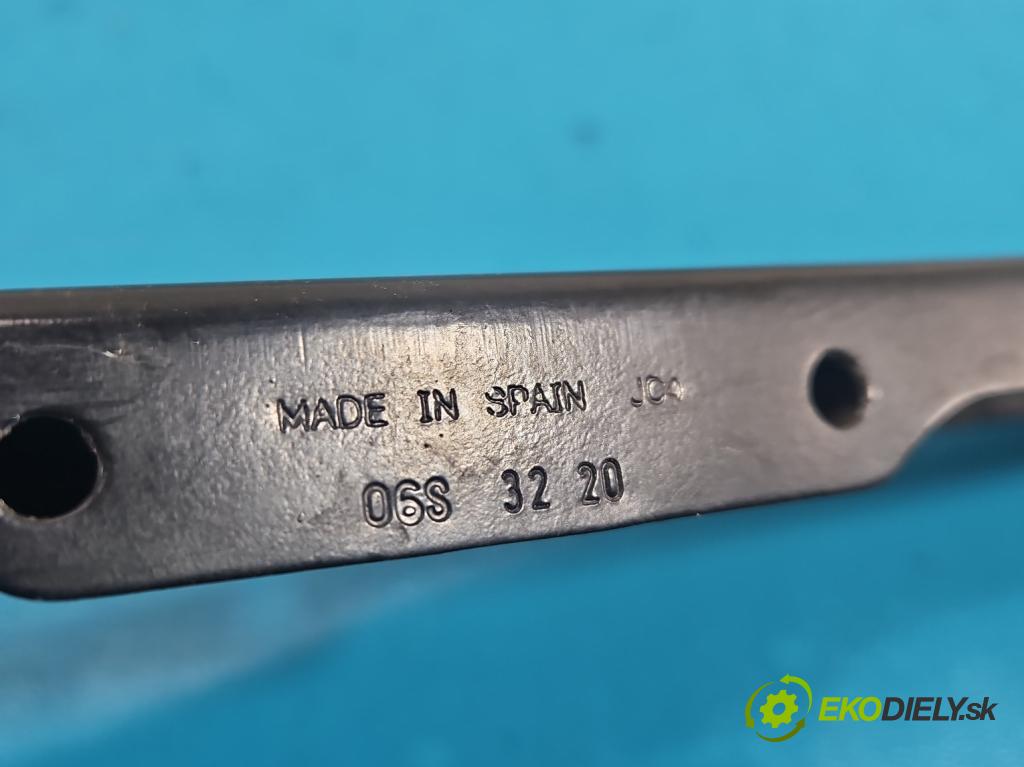 MADE IN SPAIN
06S 32 20
EKODIELY.sk